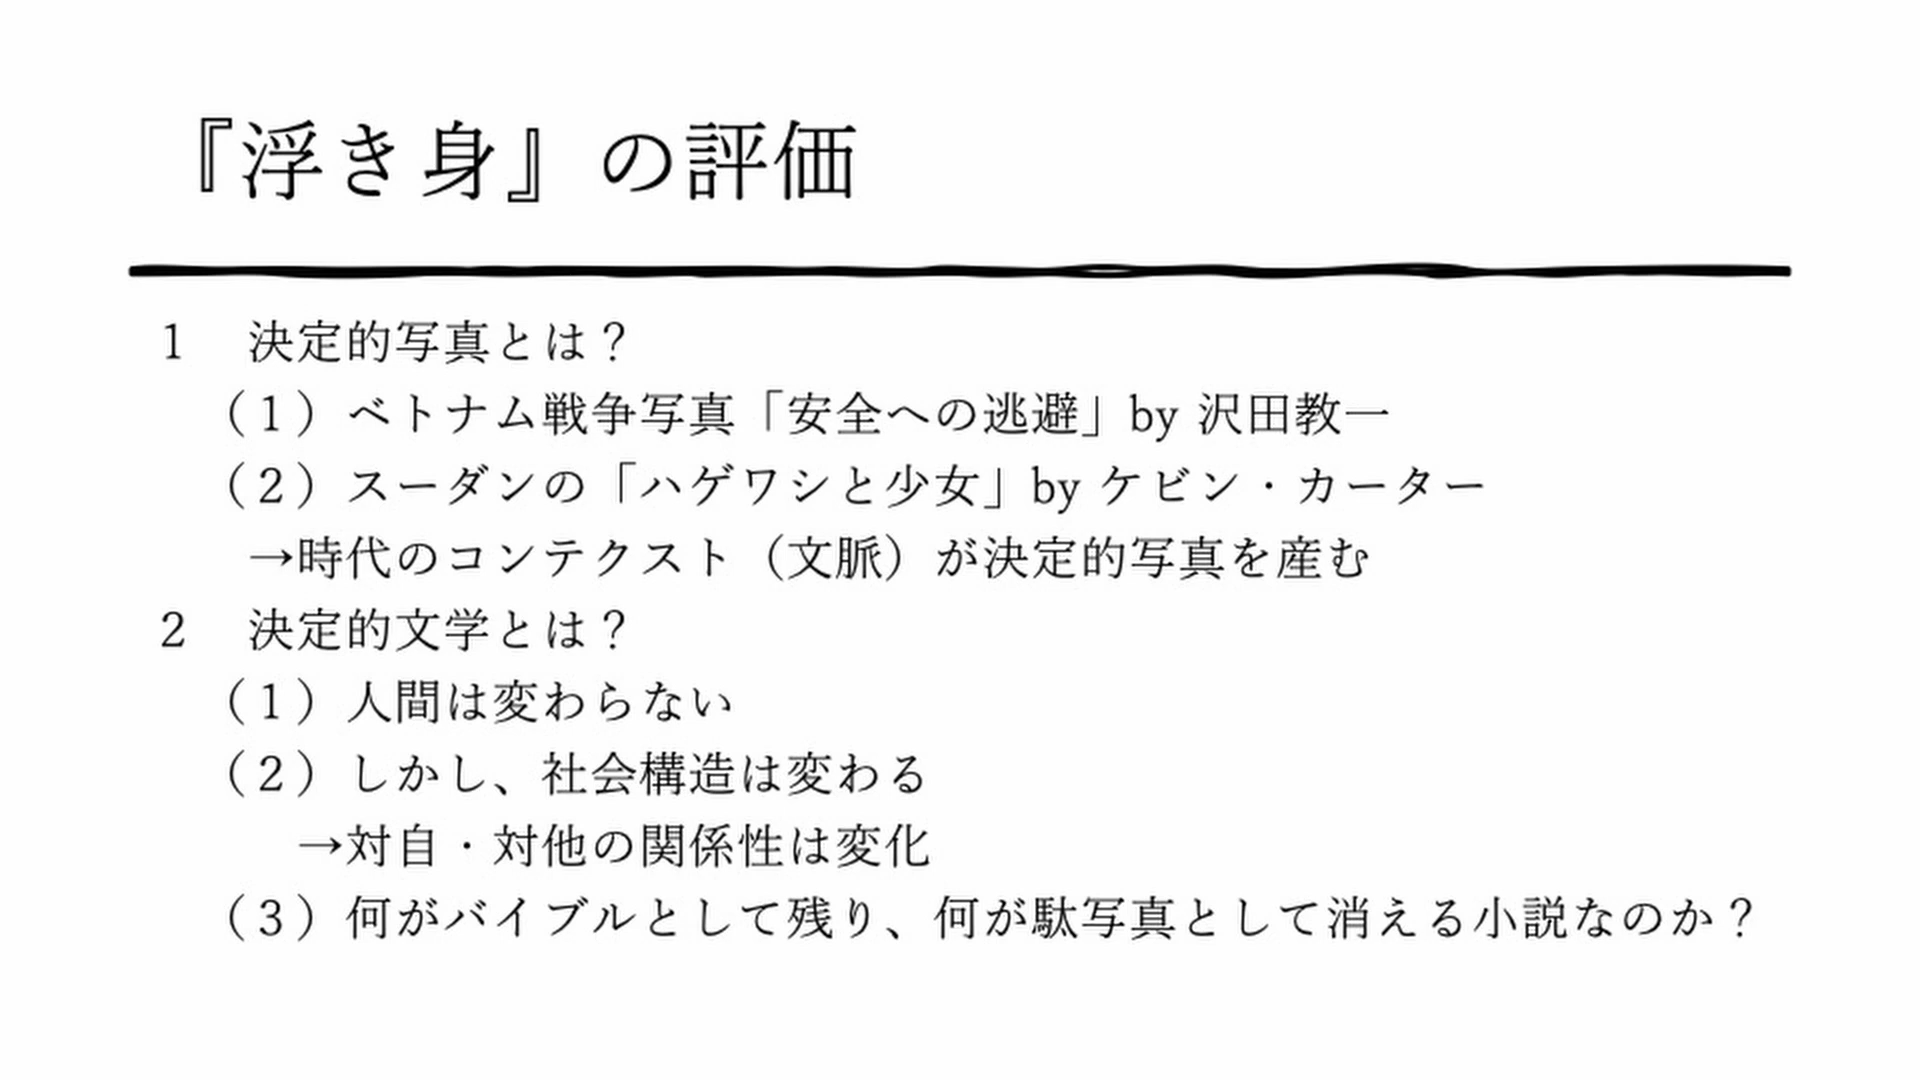 『浮き身』の評価
1　決定的写真とは？
（１）ベトナム戦争写真「安全への逃避」by 沢田教一
（２）スーダンの「ハゲワシと少女」by ケビン・カーター
→時代のコンテクスト（文脈）が決定的写真を産む
2　決定的文学とは？
（１）人間は変わらない
（２）しかし、社会構造は変わる
→対自・対他の関係性は変化
（３）何がバイブルとして残り、何が駄写真として消える小説なのか？